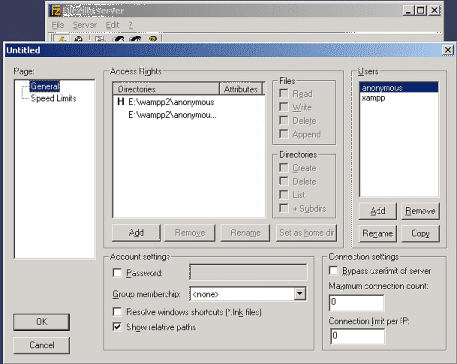 FileZilla server
File Server Edit ?
Untitled
Page:
General
Speed Limits
Access Rights
Directories Attributes
H E:\wampp2\anonymous
E:\wampp2\anonymou...
Files
Read
Write
Delete
Append
Directories
Create
Delete
List
+ Subdirs
Add Remove Rename Set as home dir
Users
anonymous
xampp
Add Remove
Rename Copy
Account settings
Password:
Group membership: <none>
Resolve windows shortcuts (*.lnk files)
Show relative paths
Connection settings
Bypass userlimit of server
Maximum connection count:
0
Connection limit per IP:
0
OK
Cancel